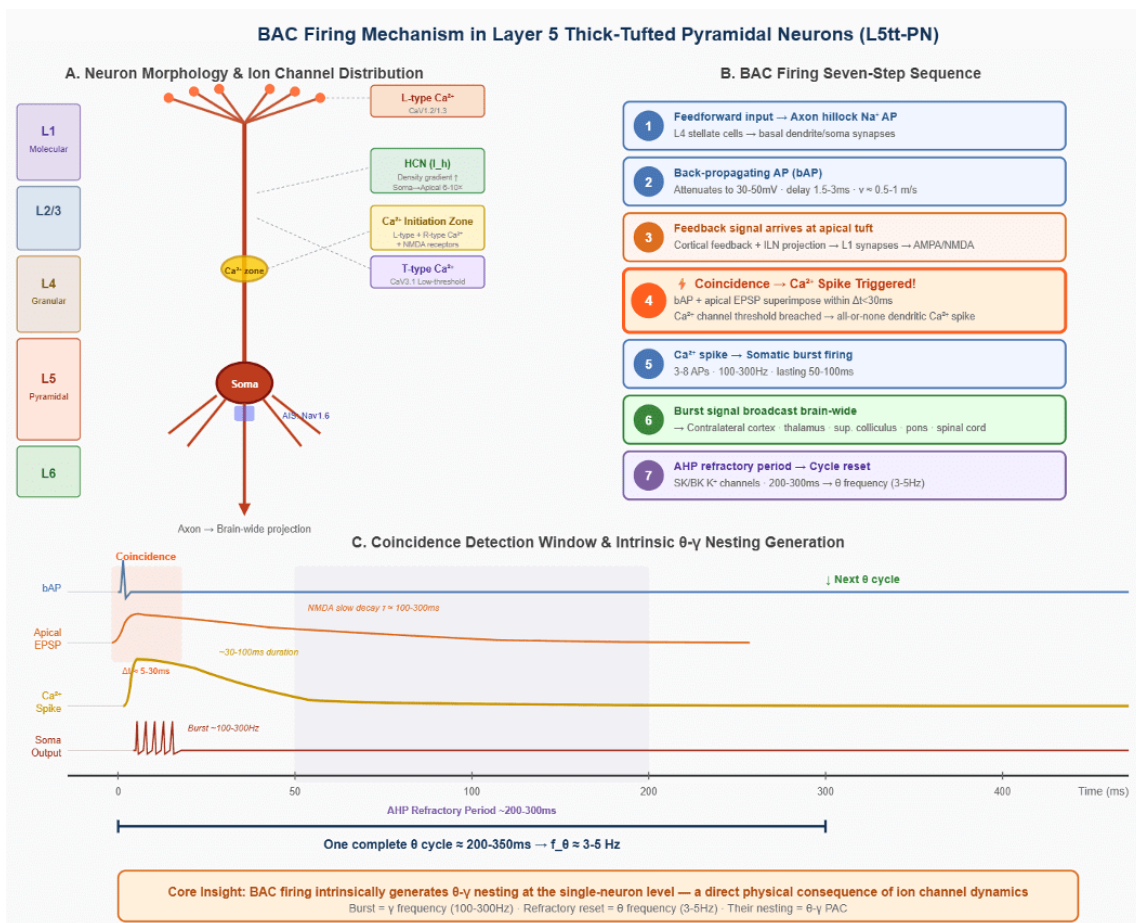 BAC Firing Mechanism in Layer 5 Thick-Tufted Pyramidal Neurons (L5tt-PN)
A. Neuron Morphology & Ion Channel Distribution
L1
Molecular
L2/3
L4
Granular
L5
Pyramidal
L6
L-type Ca²⁺
CaV1.2/1.3
HCN (I_h)
Density gradient ↑
Soma→Apical 6-10×
Ca²⁺ Initiation Zone
L-type + R-type Ca²⁺
+ NMDA receptors
T-type Ca²⁺
CaV3.1 Low-threshold
Ca²⁺ zone
Soma
AIS: Nav1.6
Axon → Brain-wide projection
B. BAC Firing Seven-Step Sequence
1
Feedforward input → Axon hillock Na⁺ AP
L4 stellate cells → basal dendrite/soma synapses
2
Back-propagating AP (bAP)
Attenuates to 30-50mV · delay 1.5-3ms · v ≈ 0.5-1 m/s
3
Feedback signal arrives at apical tuft
Cortical feedback + ILN projection → L1 synapses → AMPA/NMDA
4
⚡ Coincidence → Ca²⁺ Spike Triggered!
bAP + apical EPSP superimpose within Δt<30ms
Ca²⁺ channel threshold breached → all-or-none dendritic Ca²⁺ spike
5
Ca²⁺ spike → Somatic burst firing
3-8 APs · 100-300Hz · lasting 50-100ms
6
Burst signal broadcast brain-wide
→ Contralateral cortex · thalamus · sup. colliculus · pons · spinal cord
7
AHP refractory period → Cycle reset
SK/BK K⁺ channels · 200-300ms → θ frequency (3-5Hz)
C. Coincidence Detection Window & Intrinsic θ-γ Nesting Generation
Coincidence
bAP
↓ Next θ cycle
NMDA slow decay τ ≈ 100-300ms
Apical
EPSP
~30-100ms duration
Δt ≈ 5-30ms
Ca²⁺
Spike
Burst ~100-300Hz
Soma
Output
0 50 100 200 300 400 Time (ms)
AHP Refractory Period ~200-300ms
One complete θ cycle ≈ 200-350ms → f_θ ≈ 3-5 Hz
Core Insight: BAC firing intrinsically generates θ-γ nesting at the single-neuron level — a direct physical consequence of ion channel dynamics
Burst = γ frequency (100-300Hz) · Refractory reset = θ frequency (3-5Hz) · Their nesting = θ-γ PAC